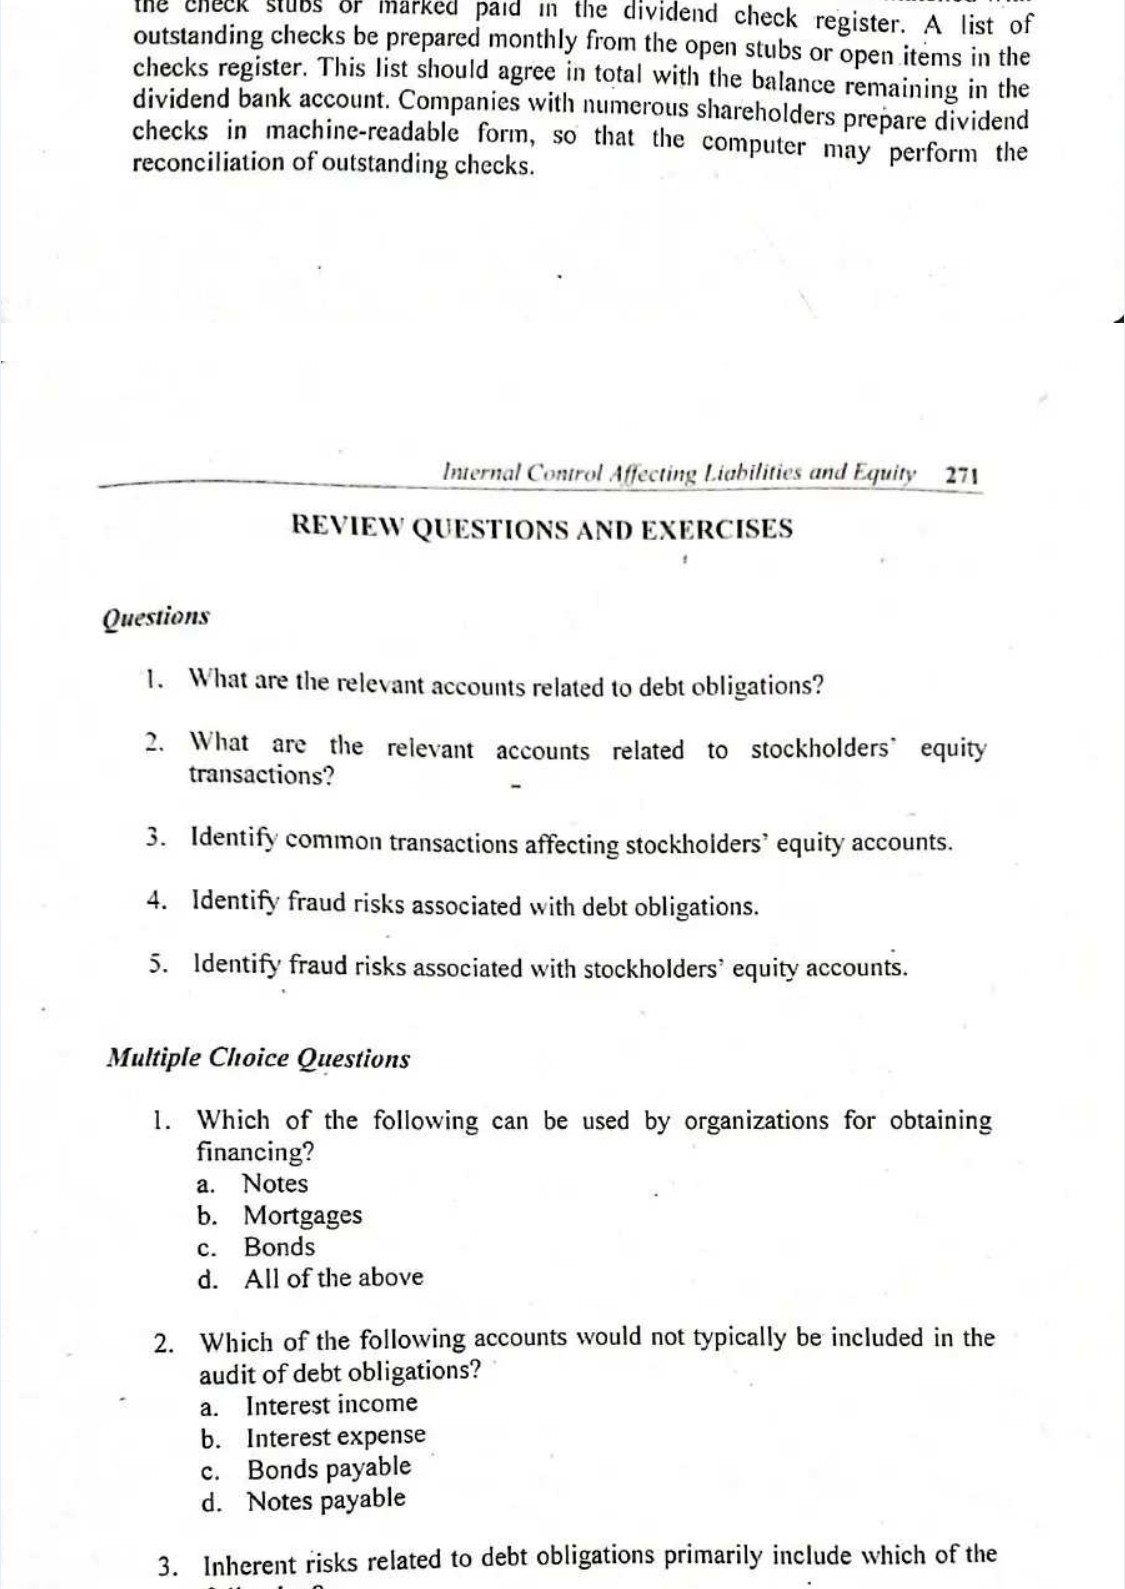 the check stubs or marked paid in the dividend check register. A list of
outstanding checks be prepared monthly from the open stubs or open items in the
checks register. This list should agree in total with the balance remaining in the
dividend bank account. Companies with numerous shareholders prepare dividend
checks in machine-readable form, so that the computer may perform the
reconciliation of outstanding checks.
Internal Control Affecting Liabilities and Equity 271
REVIEW QUESTIONS AND EXERCISES
Questions
1. What are the relevant accounts related to debt obligations?
2. What are the relevant accounts related to stockholders' equity
transactions?
3. Identify common transactions affecting stockholders' equity accounts.
4. Identify fraud risks associated with debt obligations.
5. Identify fraud risks associated with stockholders' equity accounts.
Multiple Choice Questions
1. Which of the following can be used by organizations for obtaining
financing?
a. Notes
b. Mortgages
c. Bonds
d. All of the above
2. Which of the following accounts would not typically be included in the
audit of debt obligations?
a. Interest income
b. Interest expense
c. Bonds payable
d. Notes payable
3. Inherent risks related to debt obligations primarily include which of the